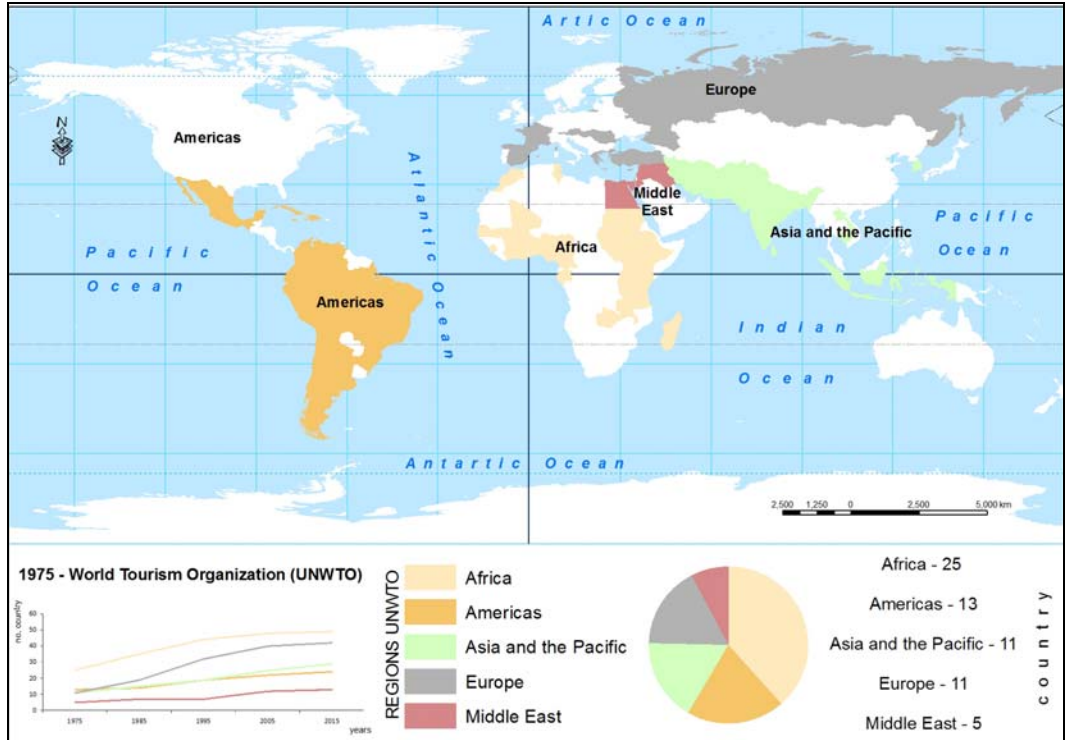 Artic Ocean
Europe
Americas
N
Atlantic Ocean
Middle
East
Pacific
Ocean
Asia and the Pacific
Africa
Pacific
Ocean
Americas
Indian
Ocean
Antartic Ocean
2,500 1,250 0 2,500 5,000 km
1975 - World Tourism Organization (UNWTO)
no. country
60
50
40
30
20
10
0
1975 1985 1995 2005 2015
years
REGIONS UNWTO
Africa
Americas
Asia and the Pacific
Europe
Middle East
Africa - 25
Americas - 13
Asia and the Pacific - 11
Europe - 11
Middle East - 5
country